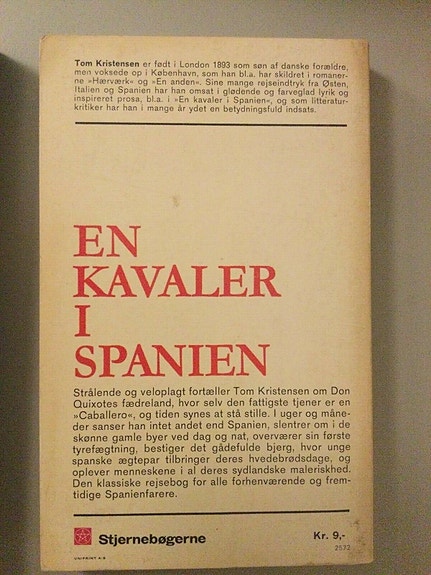 Tom Kristensen er født i London 1893 som søn af danske forældre,
men voksede op i København, som han bl.a. har skildret i romaner-
ne »Hærværk« og »En anden«. Sine mange rejseindtryk fra Østen,
Italien og Spanien har han omsat i glødende og farveglad lyrik og
inspireret prosa, bl.a. i »En kavaler i Spanien«, og som litteratur-
kritiker har han i mange år ydet en betydningsfuld indsats.
EN
KAVALER
I
SPANIEN
Strålende og veloplagt fortæller Tom Kristensen om Don
Quixotes fædreland, hvor selv den fattigste tjener er en
»Caballero«, og tiden synes at stå stille. I uger og måne-
der sanser han intet andet end Spanien, slentrer om i de
skønne gamle byer ved dag og nat, overværer sin første
tyrefægtning, bestiger det gådefulde bjerg, hvor unge
spanske ægtepar tilbringer deres hvedebrødsdage, og
oplever menneskene i al deres sydlandske maleriskhed.
Den klassiske rejsebog for alle forhenværende og frem-
tidige Spanienfarere.
Stjernebøgerne
Kr. 9,-
2572
UNIPRINT A/S